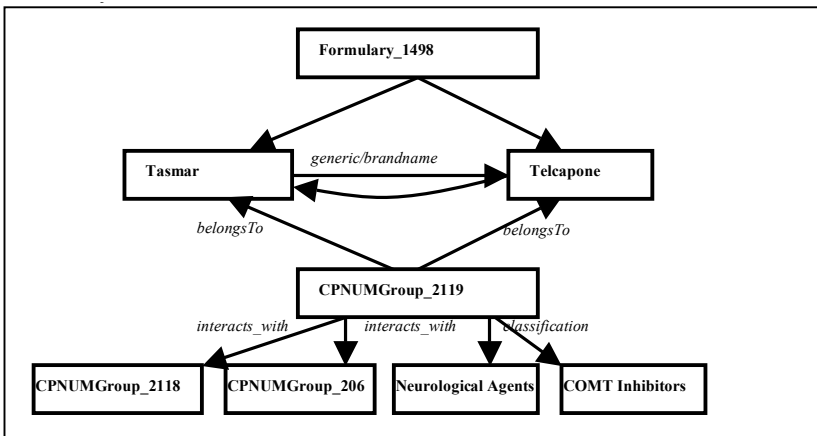 Formulary_1498
generic/brandname
Tasmar
Telcapone
belongsTo
belongsTo
CPNUMGroup_2119
interacts_with
interacts_with
classification
CPNUMGroup_2118
CPNUMGroup_206
Neurological Agents
COMT Inhibitors